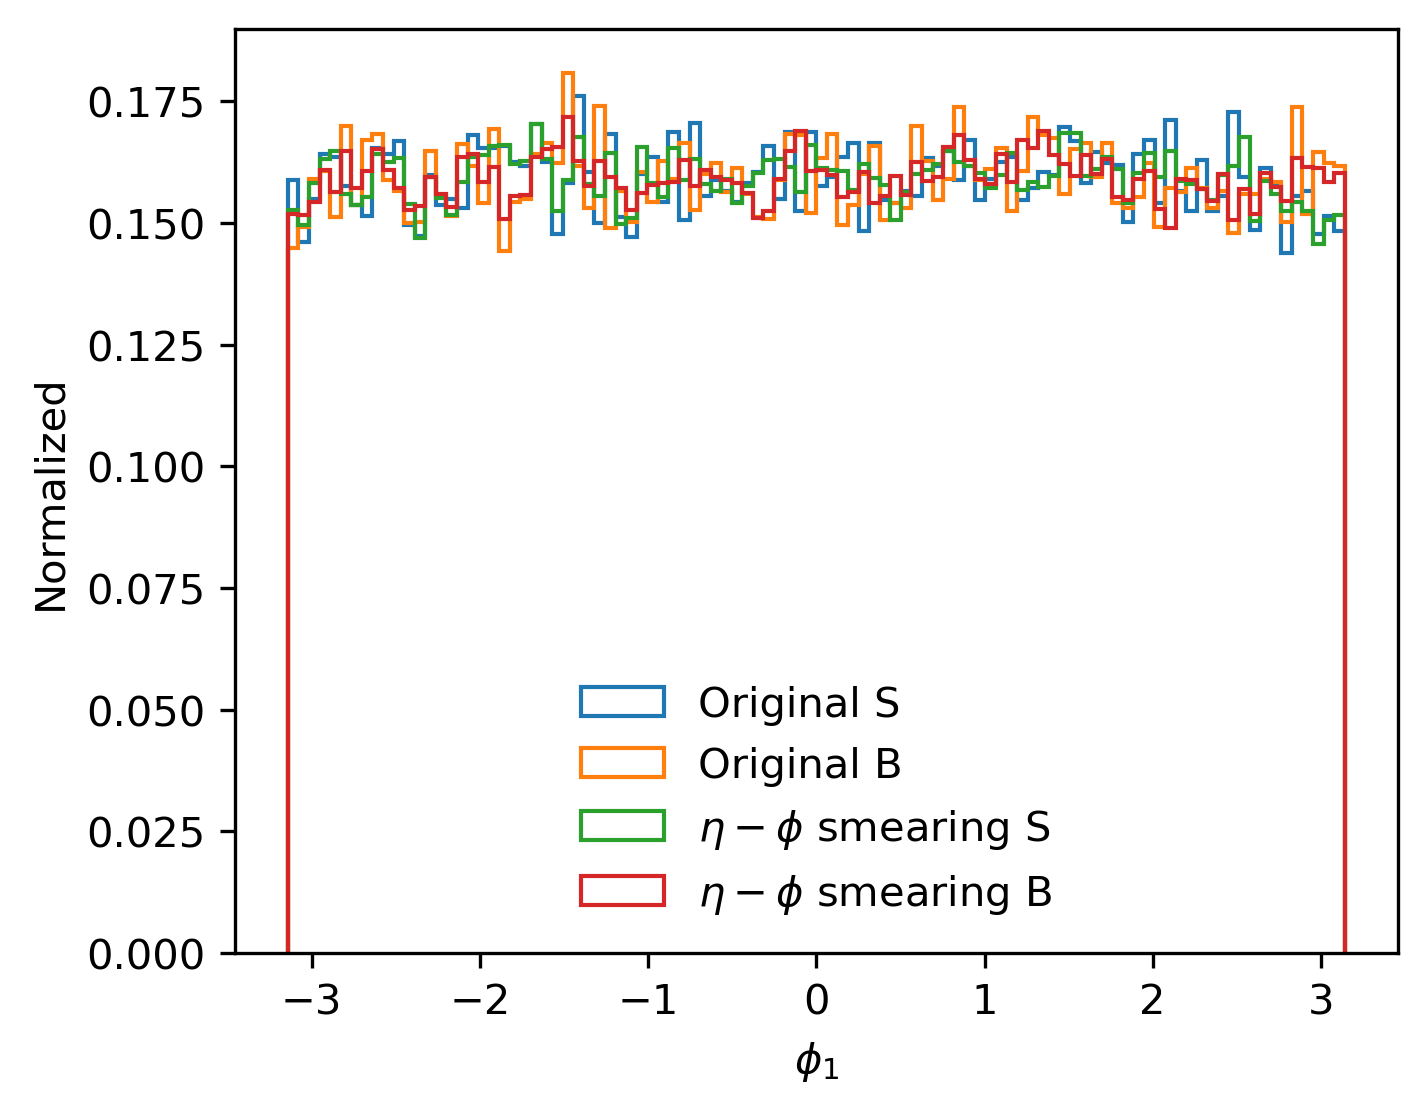 Normalized
0.175
0.150
0.125
0.100
0.075
0.050
0.025
0.000
Original S
Original B
η − ϕ smearing S
η − ϕ smearing B
−3 −2 −1 0 1 2 3
ϕ₁